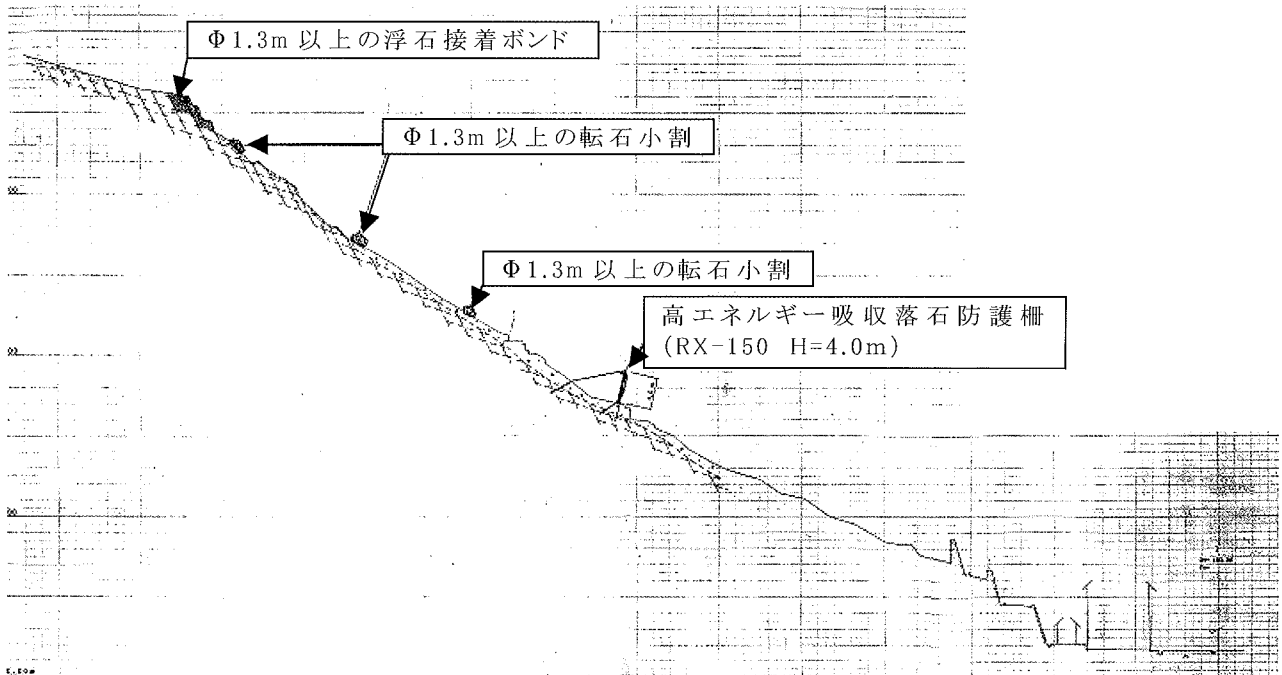 Φ1.3m 以上の浮石接着ボンド
Φ1.3m 以上の転石小割
Φ1.3m 以上の転石小割
高エネルギー吸収落石防護柵
(RX-150 H=4.0m)